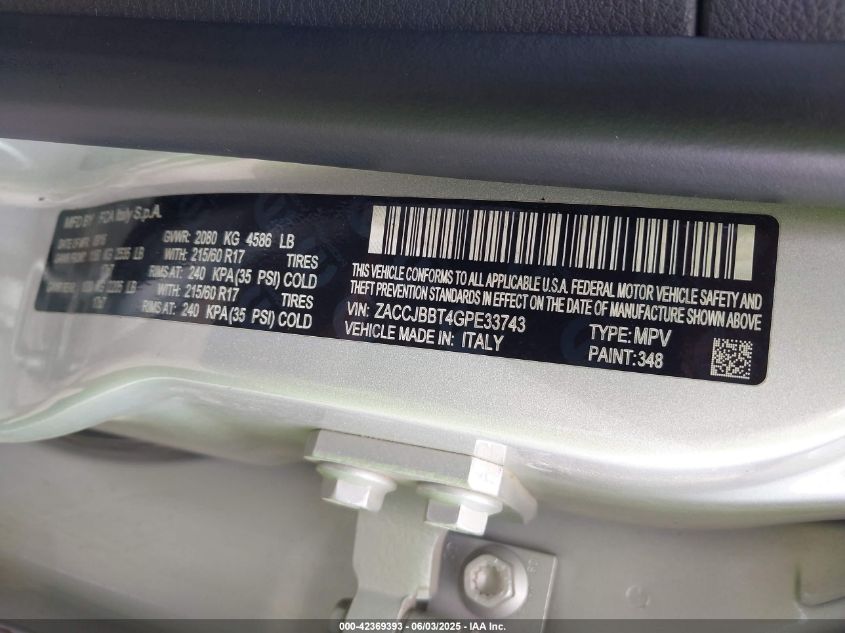 MFD BY FCA Italy S.p.A.
GVWR: 2080 KG 4586 LB
WITH: 215/60 R17 TIRES
RIMS AT: 240 KPA(35 PSI) COLD
WITH: 215/60 R17 TIRES
RIMS AT: 240 KPA(35 PSI) COLD
THIS VEHICLE CONFORMS TO ALL APPLICABLE U.S.A. FEDERAL MOTOR VEHICLE SAFETY AND
THEFT PREVENTION STANDARDS IN EFFECT ON THE DATE OF MANUFACTURE SHOWN ABOVE.
VIN: ZACCJBBT4GPE33743
TYPE: MPV
VEHICLE MADE IN: ITALY
PAINT: 348
000-42369393 | 06/03/2025 - IAA Inc.